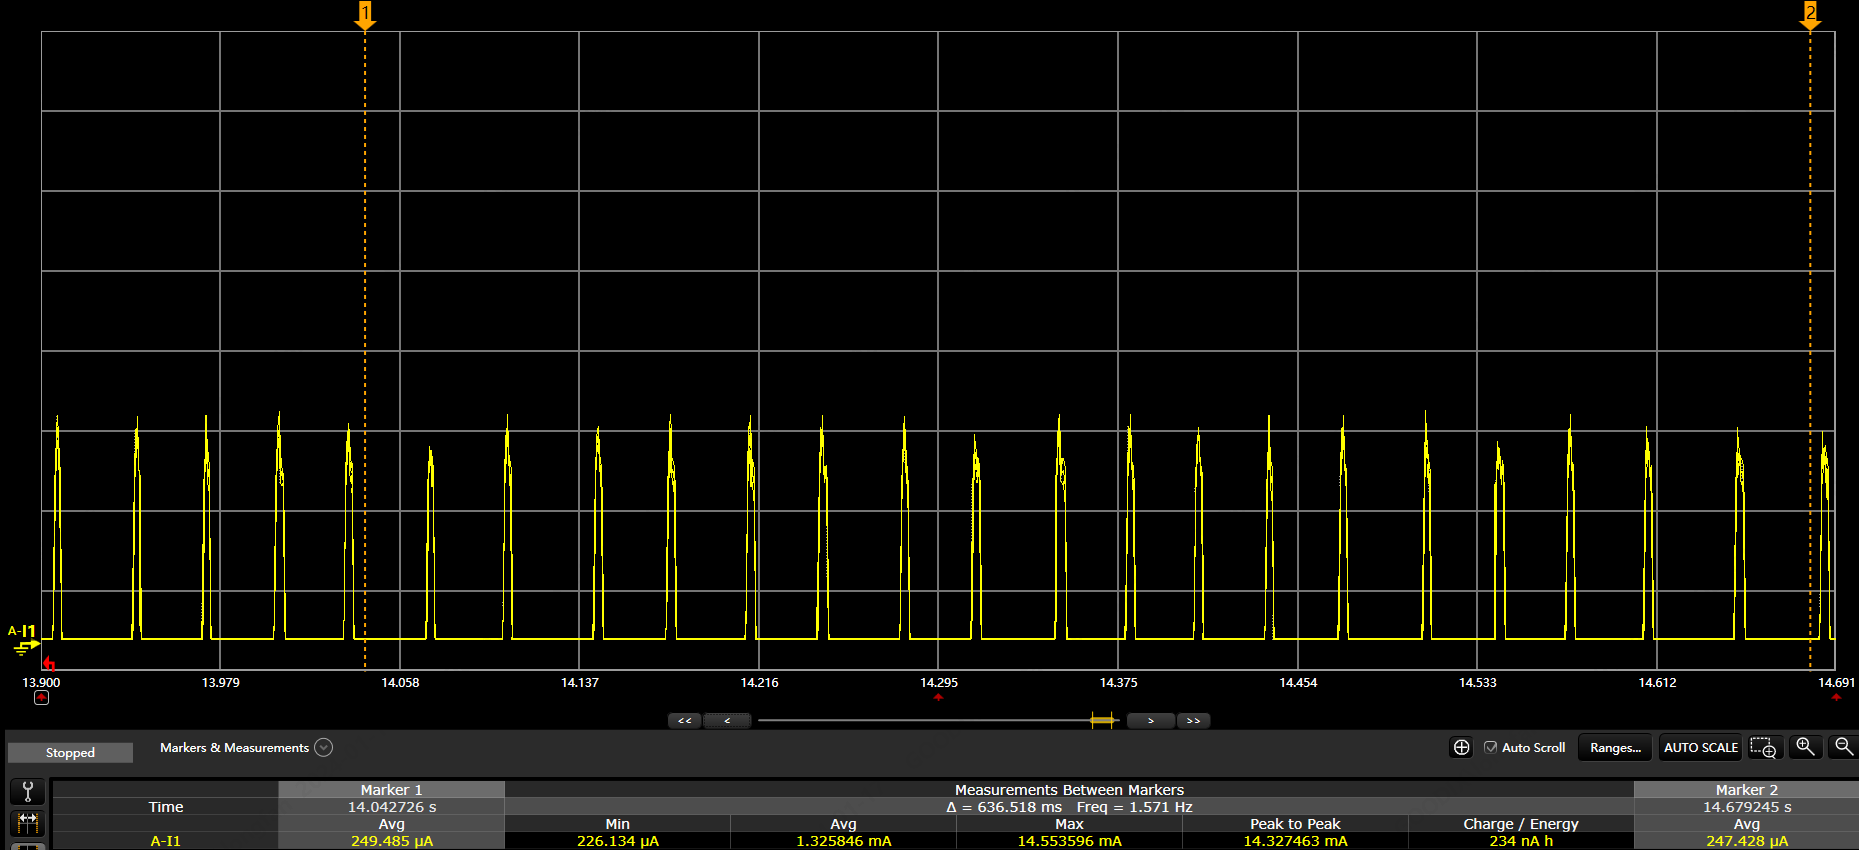 1 2
A-I1
13.900 13.979 14.058 14.137 14.216 14.295 14.375 14.454 14.533 14.612 14.691
<< < > >>
Stopped Markers & Measurements Auto Scroll Ranges... AUTO SCALE
Marker 1 Measurements Between Markers Marker 2
Time 14.042726 s Δ = 636.518 ms Freq = 1.571 Hz 14.679245 s
Avg Min Avg Max Peak to Peak Charge / Energy Avg
A-I1 249.485 µA 226.134 µA 1.325846 mA 14.553596 mA 14.327463 mA 234 nA h 247.428 µA